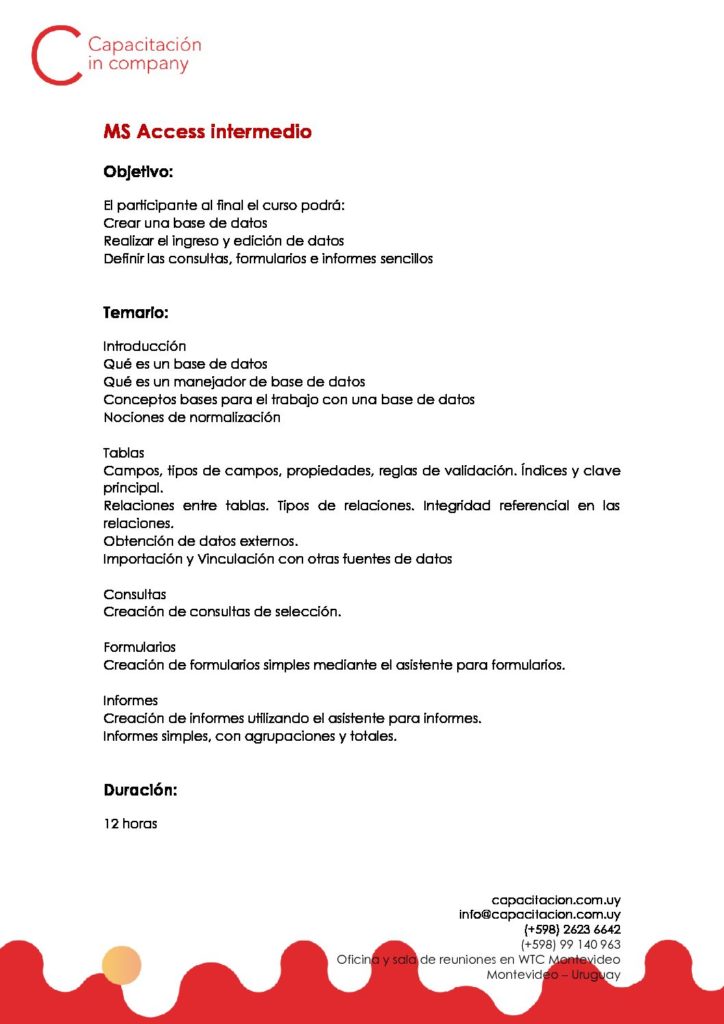 Capacitación
in company
MS Access intermedio
Objetivo:
El participante al final el curso podrá:
Crear una base de datos
Realizar el ingreso y edición de datos
Definir las consultas, formularios e informes sencillos
Temario:
Introducción
Qué es un base de datos
Qué es un manejador de base de datos
Conceptos bases para el trabajo con una base de datos
Nociones de normalización
Tablas
Campos, tipos de campos, propiedades, reglas de validación. Índices y clave
principal.
Relaciones entre tablas. Tipos de relaciones. Integridad referencial en las
relaciones.
Obtención de datos externos.
Importación y Vinculación con otras fuentes de datos
Consultas
Creación de consultas de selección.
Formularios
Creación de formularios simples mediante el asistente para formularios.
Informes
Creación de informes utilizando el asistente para informes.
Informes simples, con agrupaciones y totales.
Duración:
12 horas
capacitacion.com.uy
info@capacitacion.com.uy
(+598) 2623 6642
(+598) 99 140 963
Oficina y sala de reuniones en WTC Montevideo
Montevideo – Uruguay